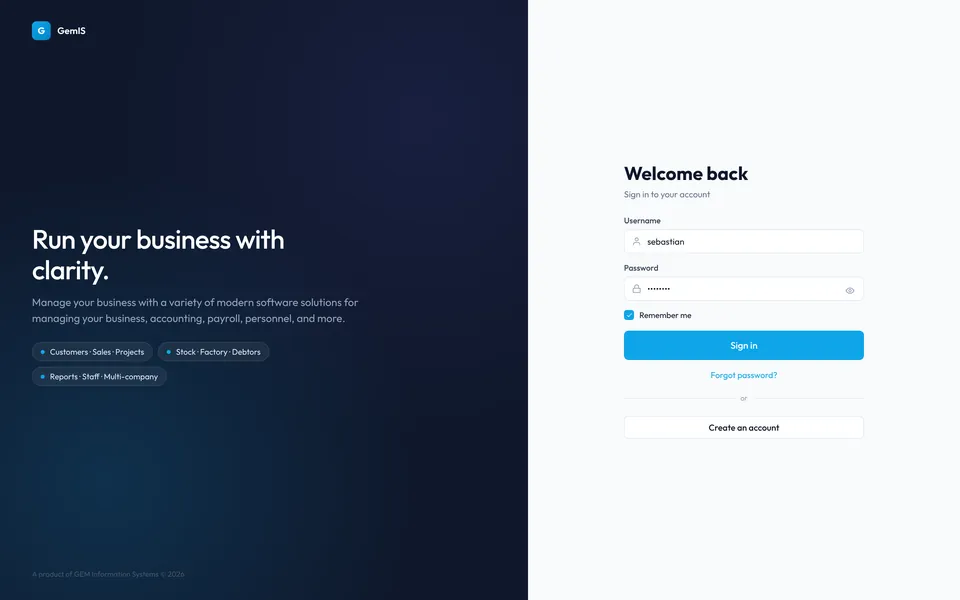 G GemIS
Run your business with
clarity.
Manage your business with a variety of modern software solutions for
managing your business, accounting, payroll, personnel, and more.
Customers · Sales · Projects
Stock · Factory · Debtors
Reports · Staff · Multi-company
A product of GEM Information Systems © 2026
Welcome back
Sign in to your account
Username
sebastian
Password
••••••••
Remember me
Sign in
Forgot password?
or
Create an account